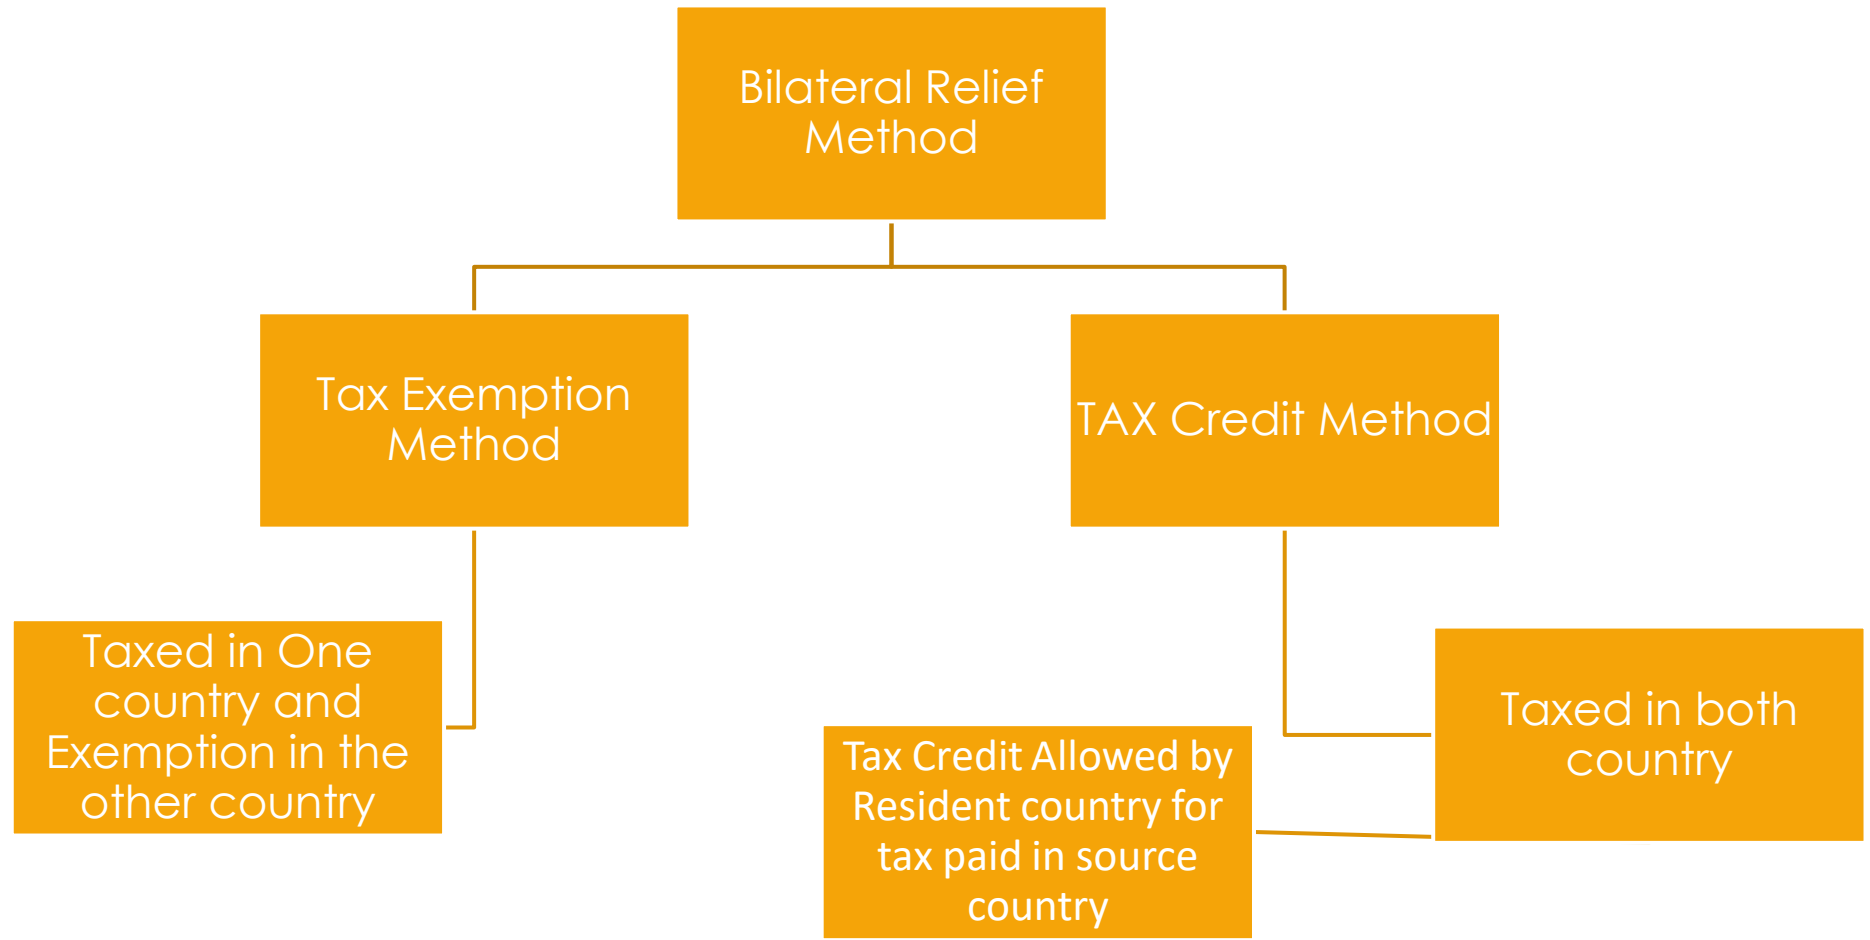 Bilateral Relief
Method
Tax Exemption
Method
TAX Credit Method
Taxed in One
country and
Exemption in the
other country
Taxed in both
country
Tax Credit Allowed by
Resident country for
tax paid in source
country